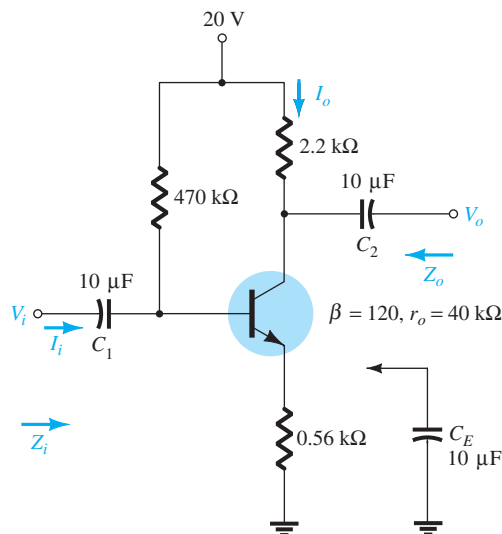 20 V
I_o
2.2 kΩ
470 kΩ
10 μF
V_o
C_2
Z_o
10 μF
V_i
I_i
C_1
β = 120, r_o = 40 kΩ
Z_i
0.56 kΩ
C_E
10 μF